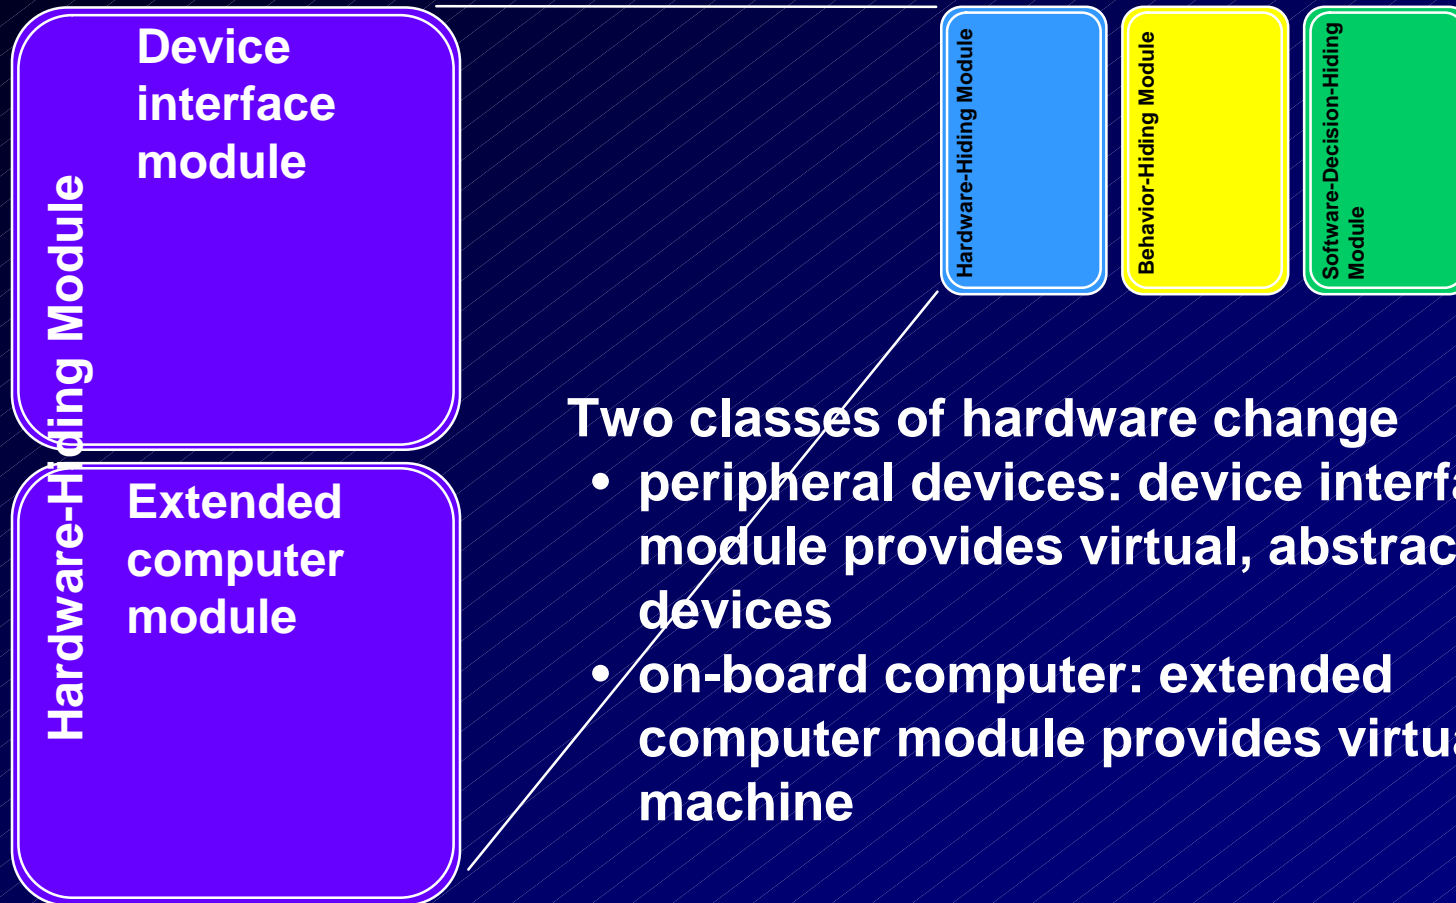 Hardware-Hiding Module
Device
interface
module
Extended
computer
module
Hardware-Hiding Module
Behavior-Hiding Module
Software-Decision-Hiding
Module
Two classes of hardware change
• peripheral devices: device interfa
module provides virtual, abstrac
devices
• on-board computer: extended
computer module provides virtua
machine